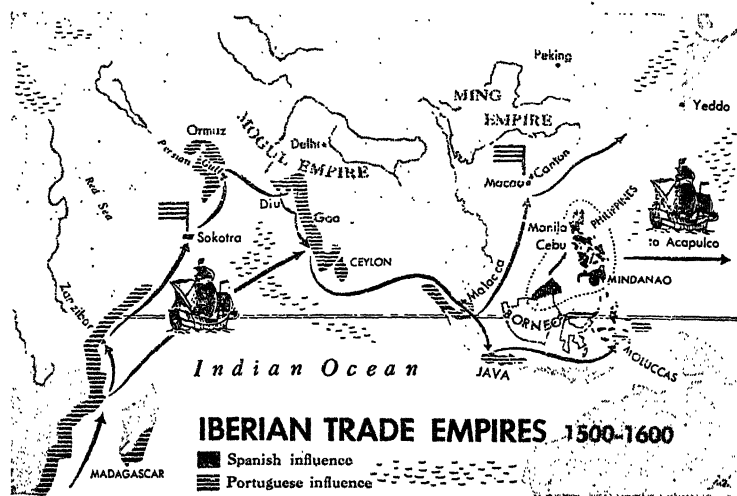 Peking
MING
EMPIRE
Yeddo
Ormuz
Persian Gulf
MOGUL EMPIRE
Delhi
Red Sea
Macau
Canton
Diu
Goa
Sokotra
PHILIPPINES
Manila
Cebu
to Acapulco
CEYLON
Malacca
MINDANAO
Zanzibar
BORNEO
MOLUCCAS
Indian Ocean
JAVA
IBERIAN TRADE EMPIRES 1500-1600
Spanish influence
Portuguese influence
MADAGASCAR